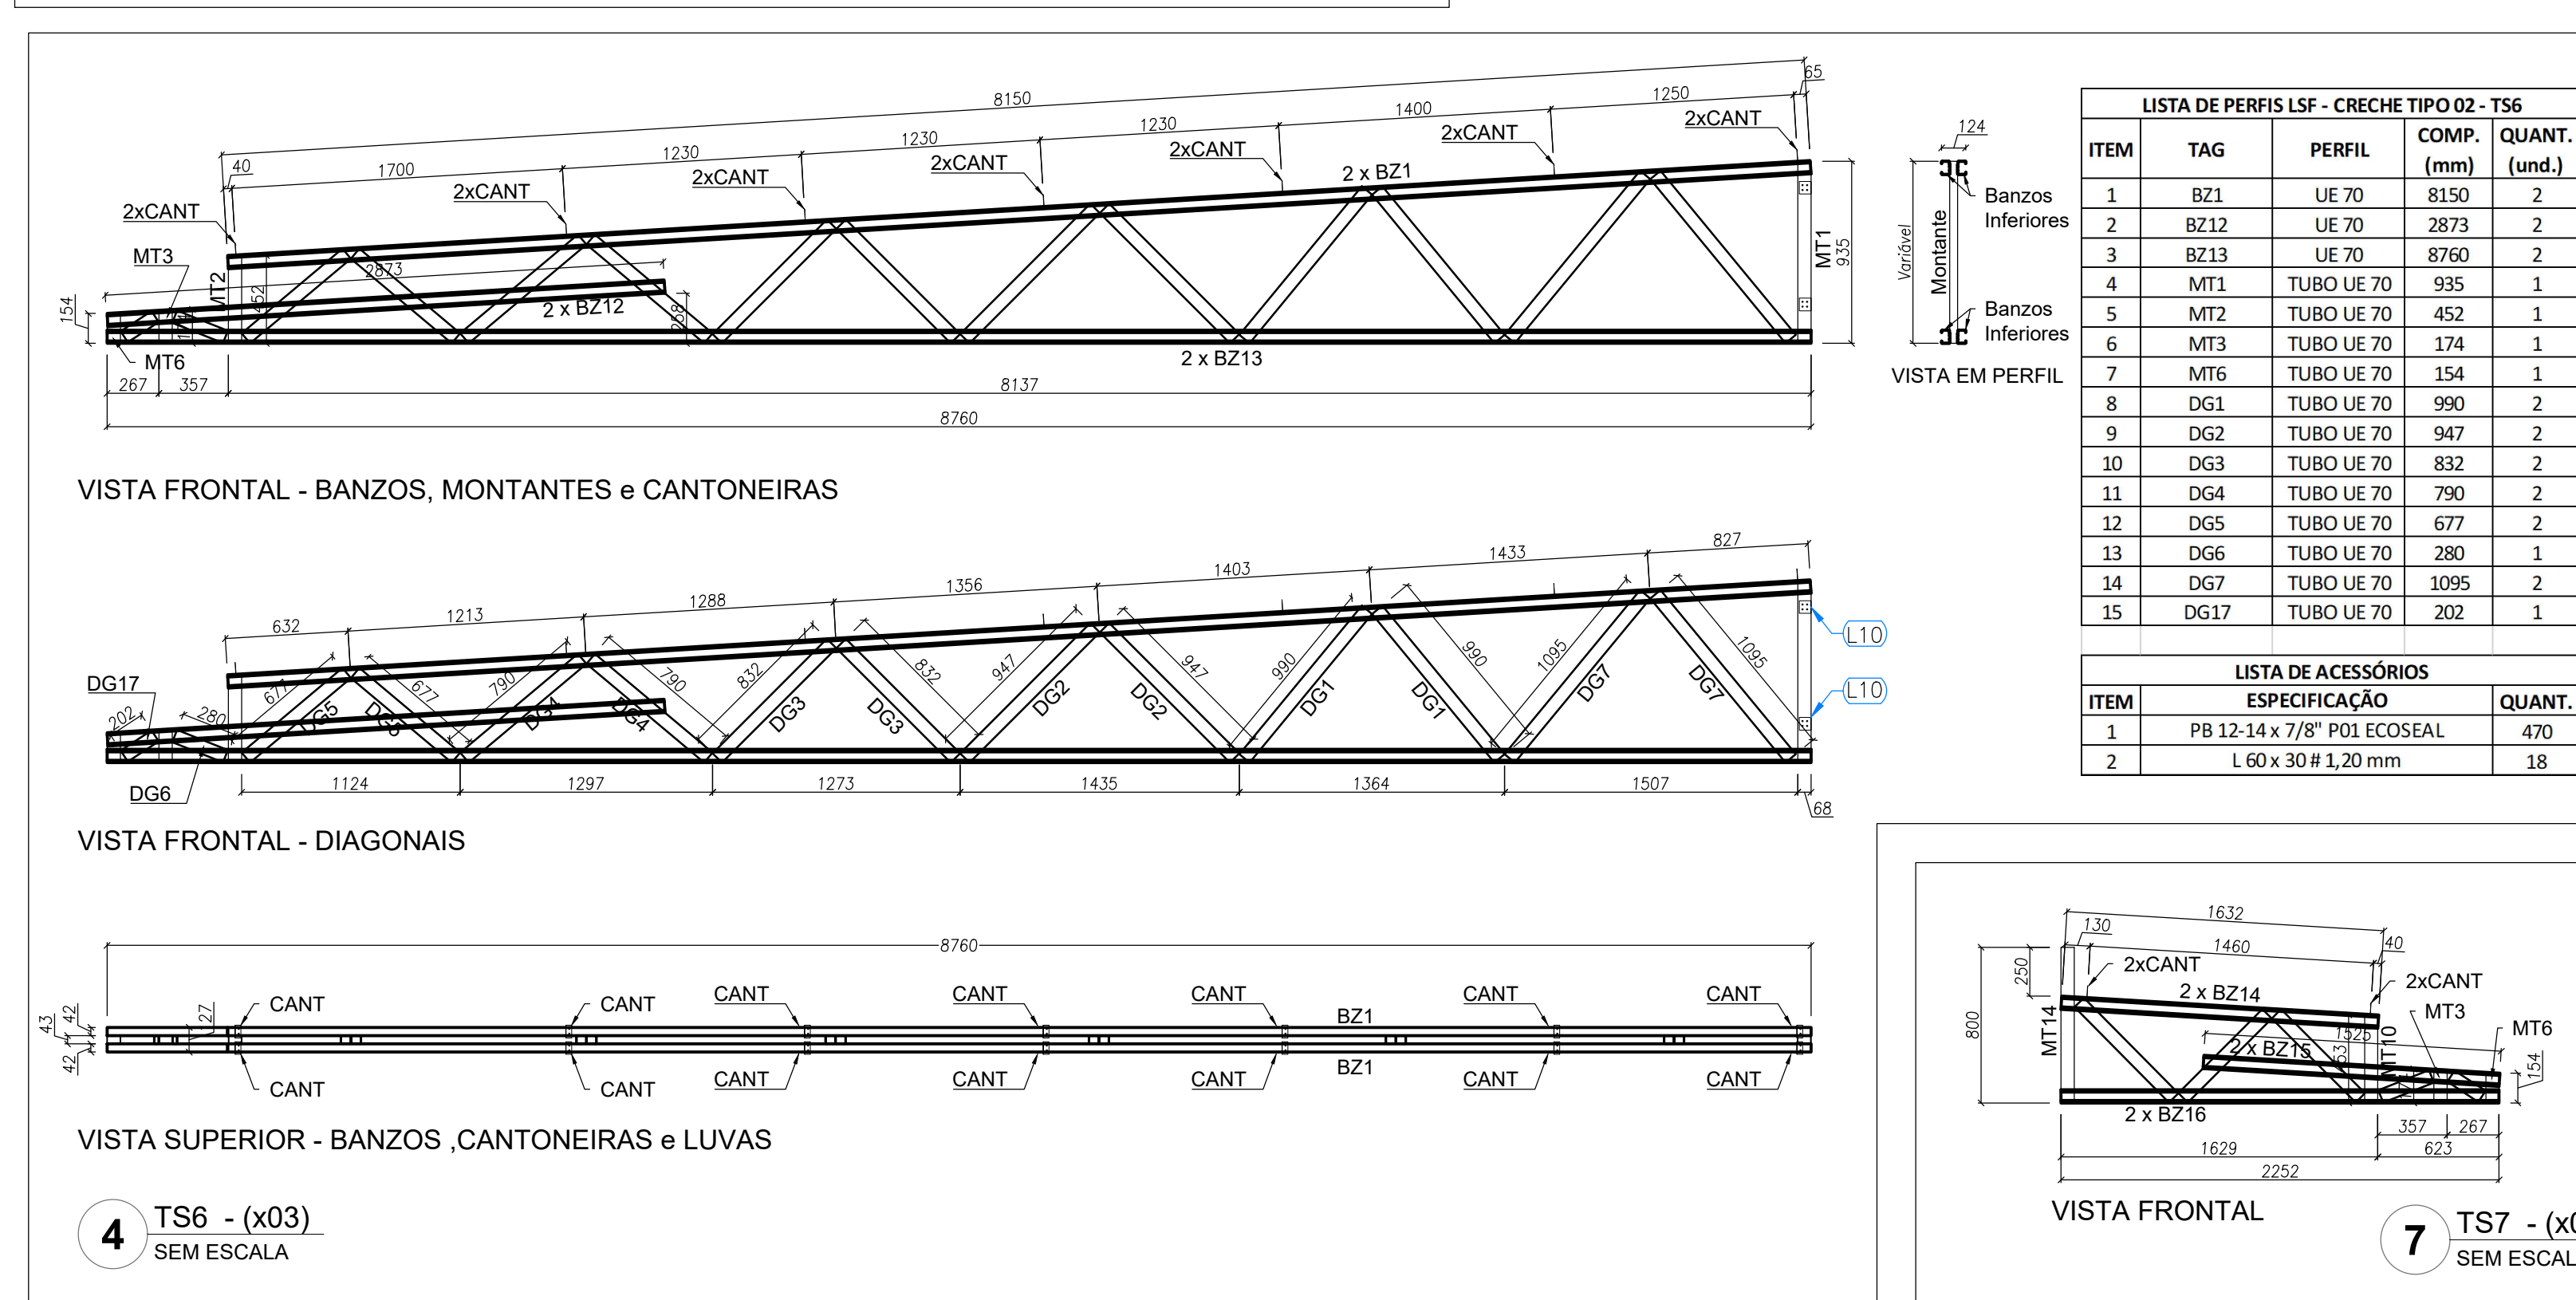 8150
65
40
1700
1230
1230
1230
1400
1250
2xCANT
2xCANT
2xCANT
2xCANT
2xCANT
2xCANT
2xCANT
2 x BZ1
MT3
MT2
452
2873
2 x BZ12
258
154
MT6
2 x BZ13
MT1
935
267
357
8137
8760
124
Variável
Montante
Banzos
Inferiores
Banzos
Inferiores
VISTA EM PERFIL
VISTA FRONTAL - BANZOS, MONTANTES e CANTONEIRAS
632
1213
1288
1356
1403
1433
827
DG17
202
280
677
677
790
790
832
832
947
947
990
990
1095
1095
DG5
DG5
DG4
DG4
DG3
DG3
DG2
DG2
DG1
DG1
DG7
DG7
L10
L10
DG6
1124
1297
1273
1435
1364
1507
68
VISTA FRONTAL - DIAGONAIS
8760
43
42
42
127
CANT
CANT
CANT
CANT
CANT
CANT
CANT
BZ1
BZ1
CANT
CANT
CANT
CANT
CANT
CANT
CANT
VISTA SUPERIOR - BANZOS ,CANTONEIRAS e LUVAS
4
TS6 - (x03)
SEM ESCALA
LISTA DE PERFIS LSF - CRECHE TIPO 02 - TS6
ITEM TAG PERFIL COMP. (mm) QUANT. (und.)
1 BZ1 UE 70 8150 2
2 BZ12 UE 70 2873 2
3 BZ13 UE 70 8760 2
4 MT1 TUBO UE 70 935 1
5 MT2 TUBO UE 70 452 1
6 MT3 TUBO UE 70 174 1
7 MT6 TUBO UE 70 154 1
8 DG1 TUBO UE 70 990 2
9 DG2 TUBO UE 70 947 2
10 DG3 TUBO UE 70 832 2
11 DG4 TUBO UE 70 790 2
12 DG5 TUBO UE 70 677 2
13 DG6 TUBO UE 70 280 1
14 DG7 TUBO UE 70 1095 2
15 DG17 TUBO UE 70 202 1
LISTA DE ACESSÓRIOS
ITEM ESPECIFICAÇÃO QUANT.
1 PB 12-14 x 7/8" P01 ECOSEAL 470
2 L 60 x 30 # 1,20 mm 18
1632
130
1460
40
250
800
2xCANT
2xCANT
2 x BZ14
MT14
MT3
MT6
1525
2 x BZ15
MT10
154
2 x BZ16
357
267
1629
623
2252
VISTA FRONTAL
7
TS7 - (x0
SEM ESCAL